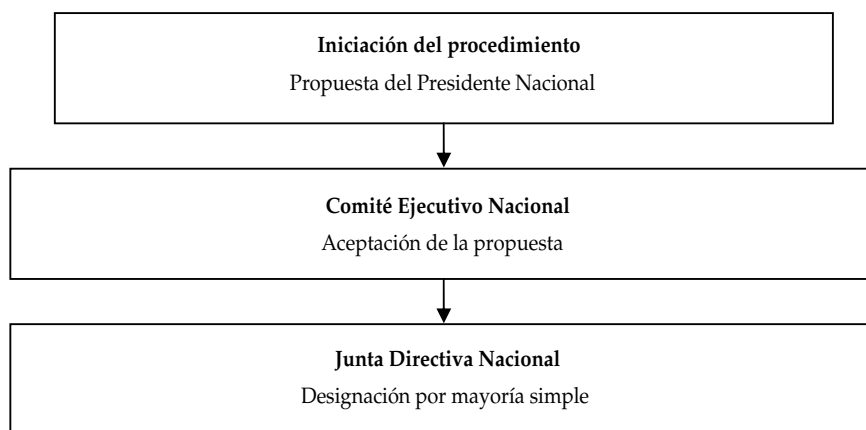 Iniciación del procedimiento
Propuesta del Presidente Nacional
Comité Ejecutivo Nacional
Aceptación de la propuesta
Junta Directiva Nacional
Designación por mayoría simple